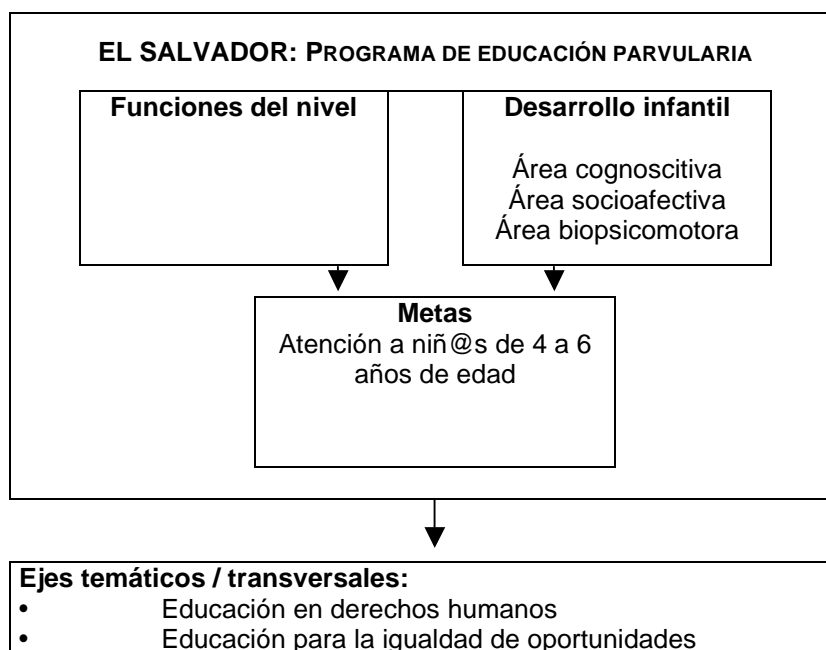 EL SALVADOR: PROGRAMA DE EDUCACIÓN PARVULARIA
Funciones del nivel
Desarrollo infantil
Área cognoscitiva
Área socioafectiva
Área biopsicomotora
Metas
Atención a niñ@s de 4 a 6
años de edad
Ejes temáticos / transversales:
• Educación en derechos humanos
• Educación para la igualdad de oportunidades